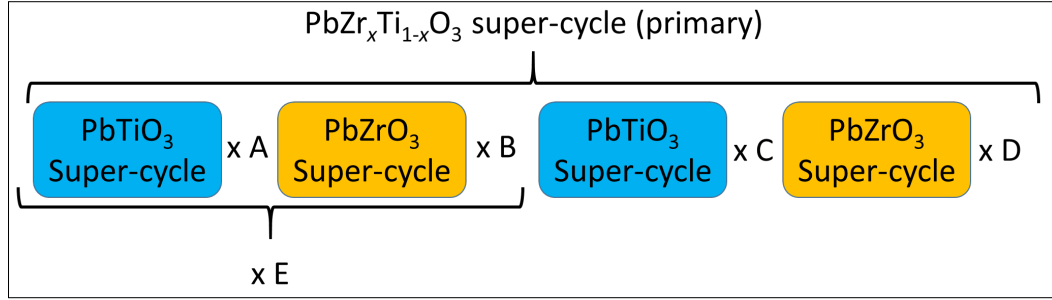 PbZrₓTi₁₋ₓO₃ super-cycle (primary)
PbTiO₃
Super-cycle
x A
PbZrO₃
Super-cycle
x B
PbTiO₃
Super-cycle
x C
PbZrO₃
Super-cycle
x D
x E